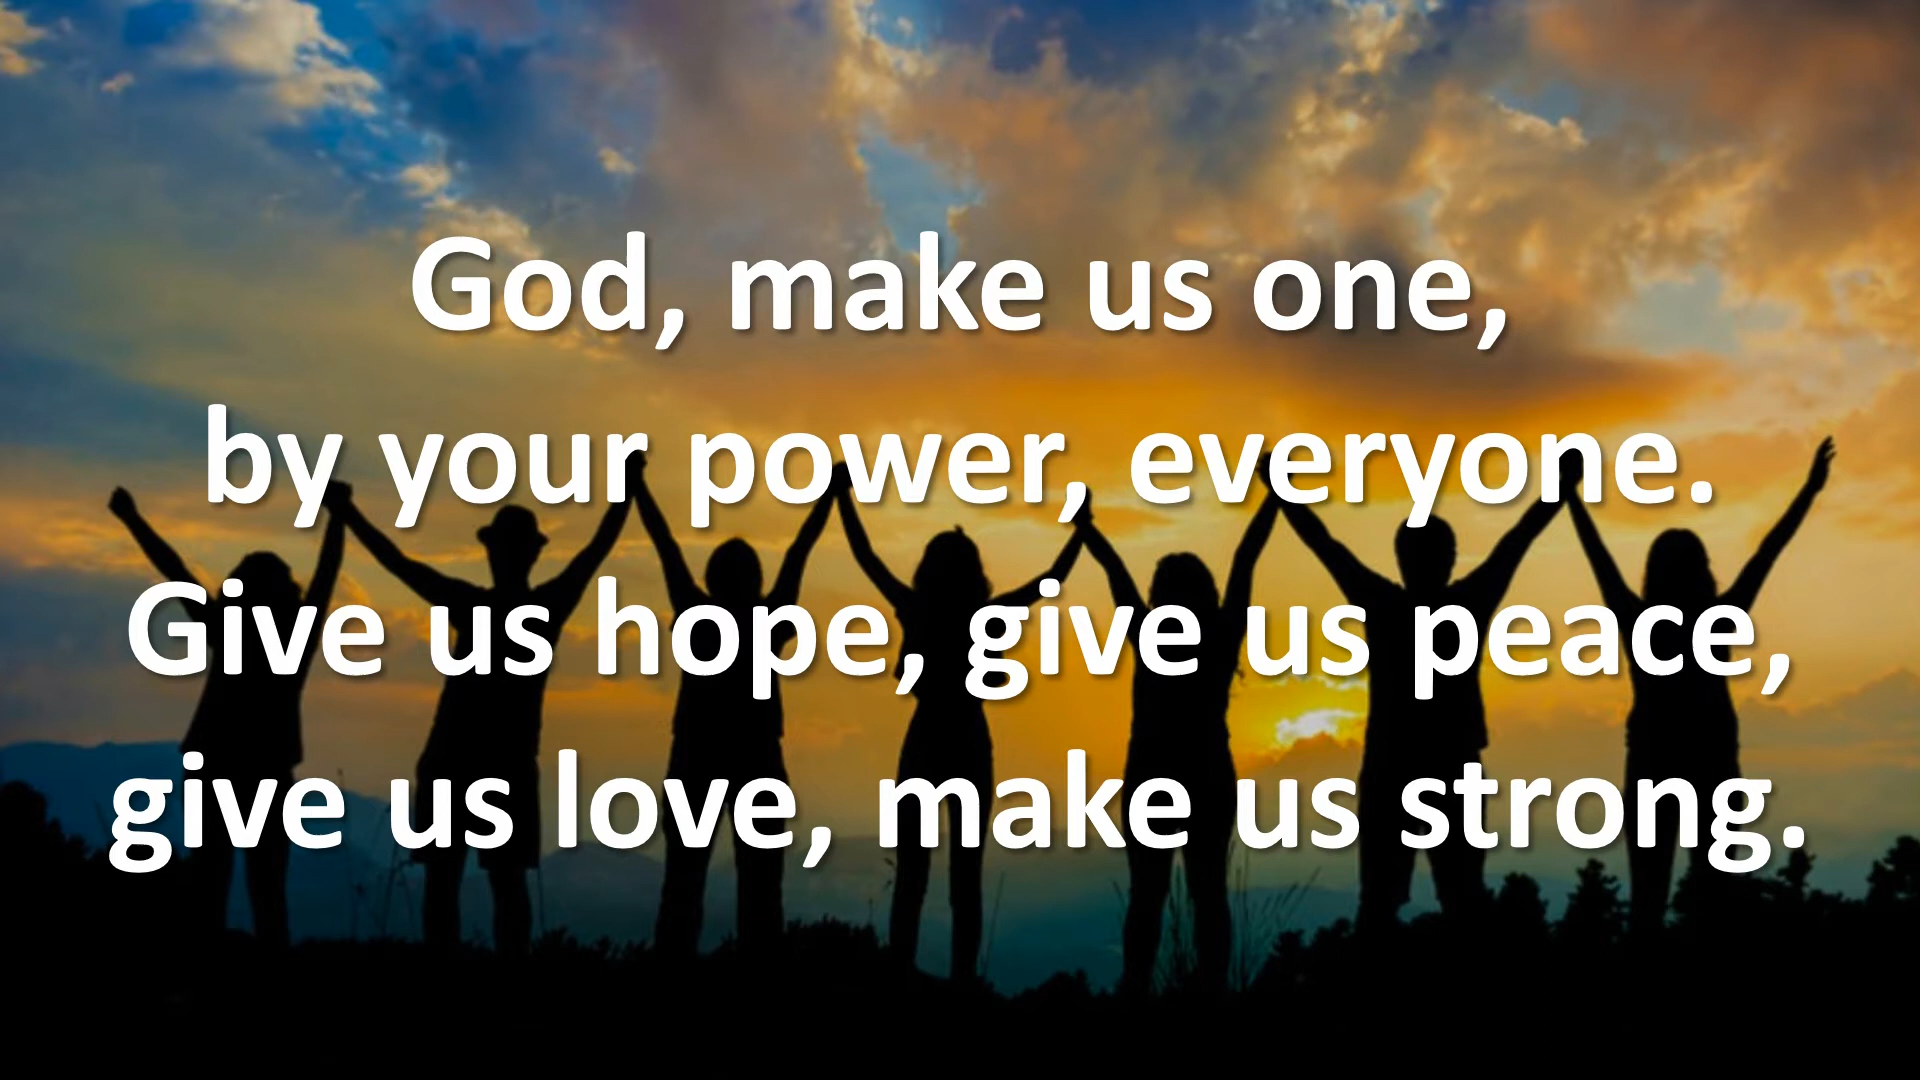 God, make us one,
by your power, everyone.
Give us hope, give us peace,
give us love, make us strong.